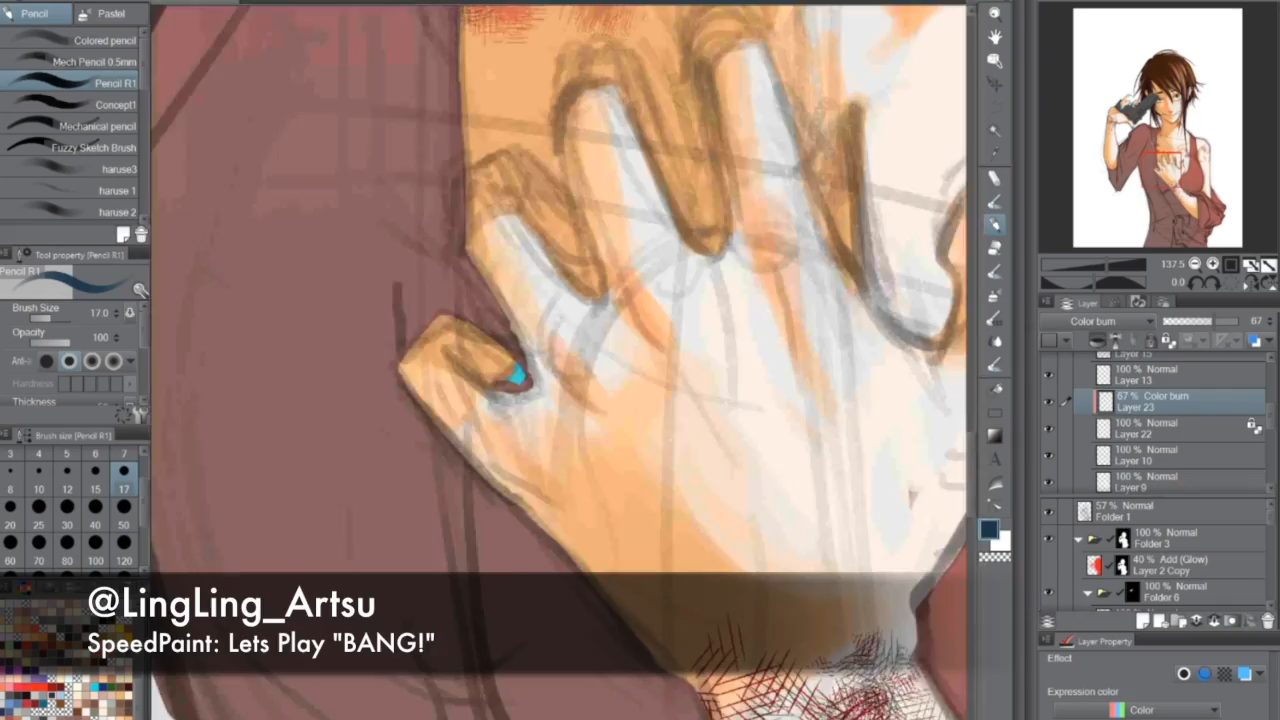 Pencil
Pastel
Colored pencil
Mech Pencil 0.5mm
Pencil R1
Concept1
Mechanical pencil
Fuzzy Sketch Brush
haruse3
haruse 1
haruse 2
Tool property [Pencil R1]
Pencil R1
Brush Size 17.0
Opacity 100
Anti-
Hardness
Thickness
Brush size [Pencil R1]
3 4 5 6 7
8 10 12 15 17
20 25 30 40 50
60 70 80 100 120
@LingLing_Artsu
SpeedPaint: Lets Play "BANG!"
137.5
0.0
Layer
Color burn 67
Layer 15
100 % Normal
Layer 13
67 % Color burn
Layer 23
100 % Normal
Layer 22
100 % Normal
Layer 10
100 % Normal
Layer 9
57 % Normal
Folder 1
100 % Normal
Folder 3
40 % Add (Glow)
Layer 2 Copy
100 % Normal
Folder 6
Layer Property
Effect
Expression color
Color